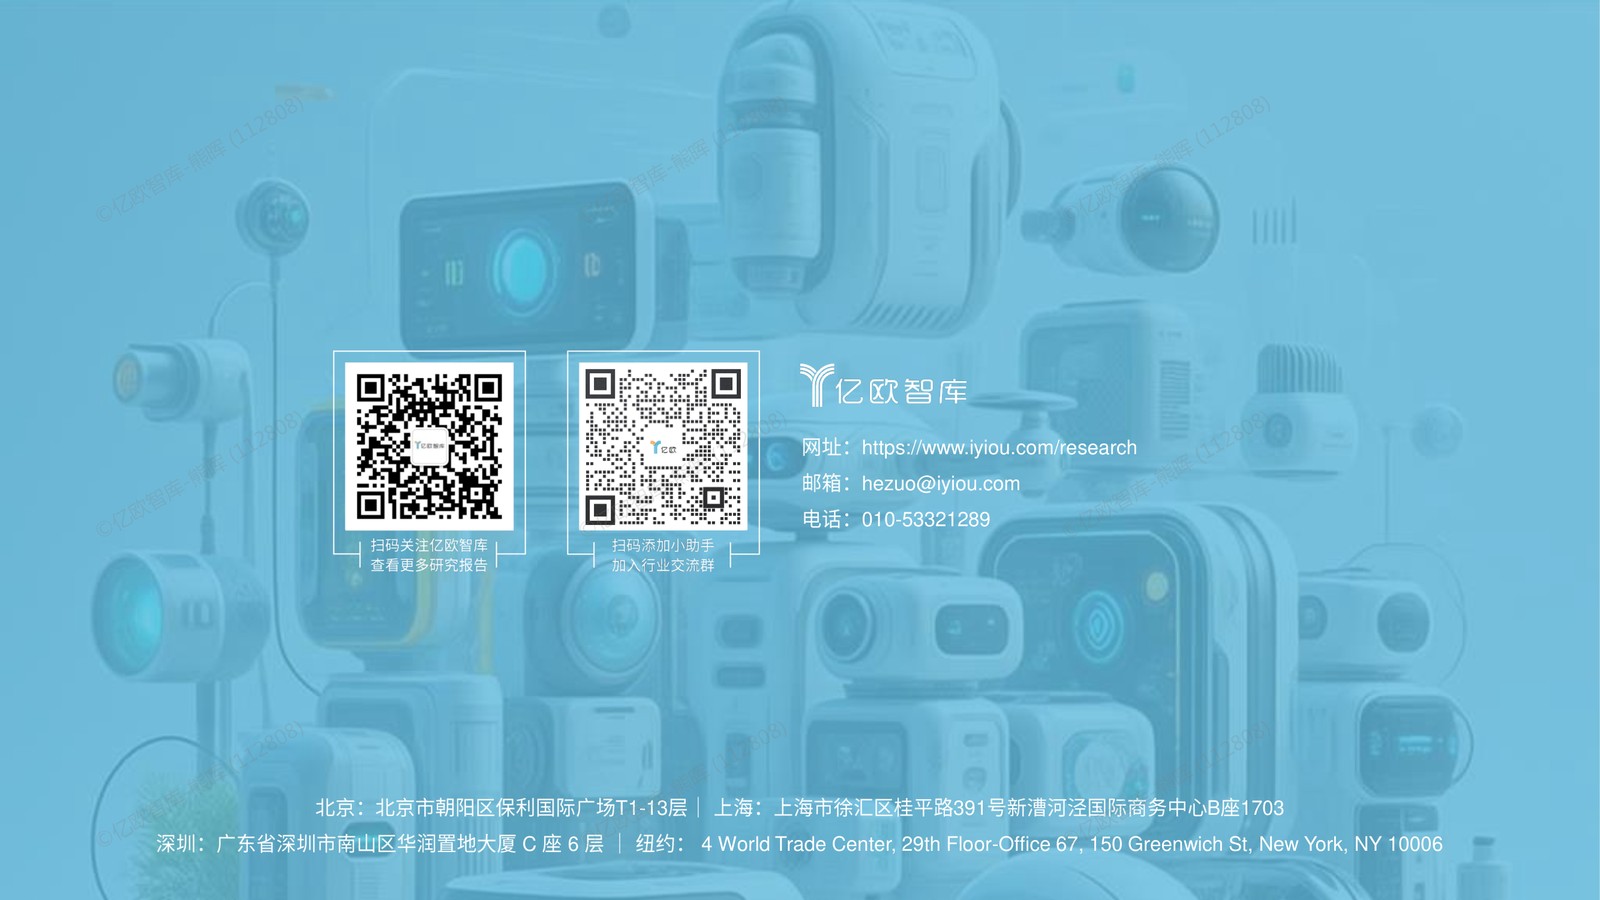 亿欧智库
网址：https://www.iyiou.com/research
邮箱：hezuo@iyiou.com
电话：010-53321289
亿欧智库
亿欧
扫码关注亿欧智库
查看更多研究报告
扫码添加小助手
加入行业交流群
北京：北京市朝阳区保利国际广场T1-13层｜ 上海：上海市徐汇区桂平路391号新漕河泾国际商务中心B座1703
深圳：广东省深圳市南山区华润置地大厦 C 座 6 层 ｜ 纽约： 4 World Trade Center, 29th Floor-Office 67, 150 Greenwich St, New York, NY 10006